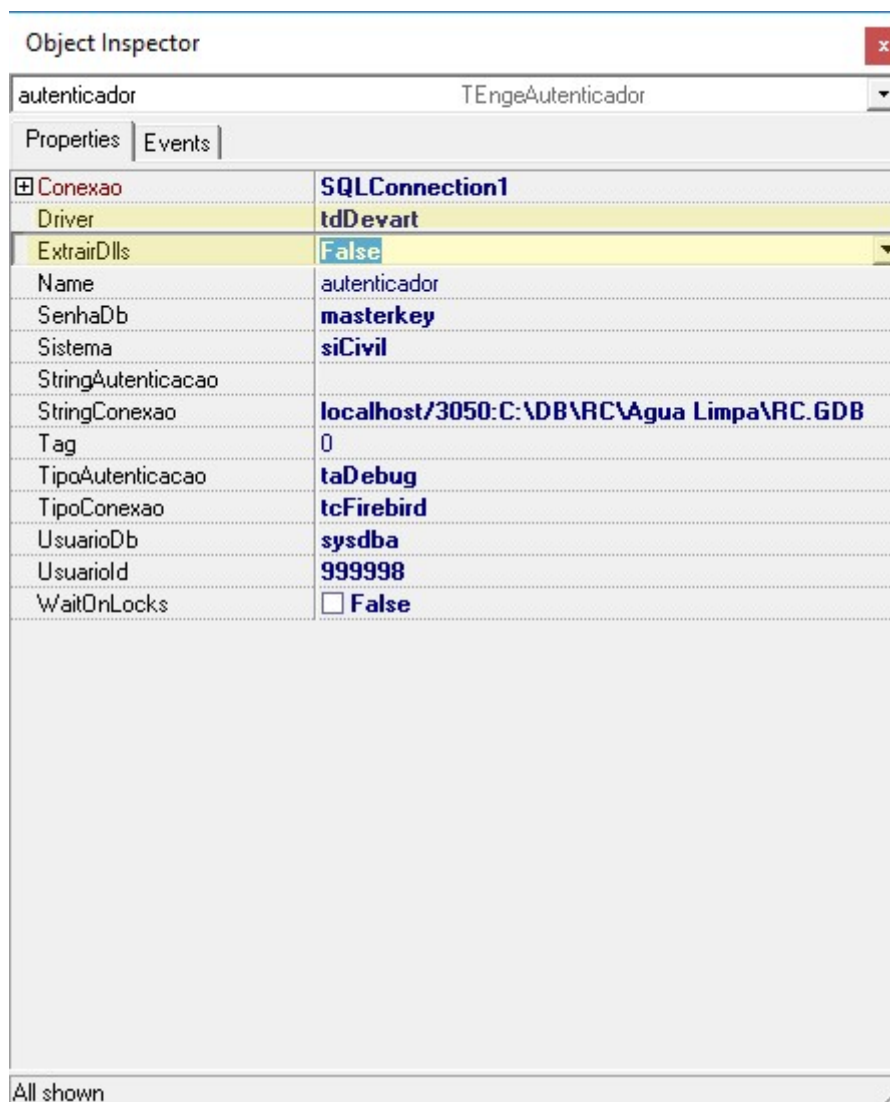 Object Inspector
x
autenticador TEngeAutenticador
Properties Events
Conexao SQLConnection1
Driver tdDevart
ExtrairDlls False
Name autenticador
SenhaDb masterkey
Sistema siCivil
StringAutenticacao
StringConexao localhost/3050:C:\DB\RC\Agua Limpa\RC.GDB
Tag 0
TipoAutenticacao taDebug
TipoConexao tcFirebird
UsuarioDb sysdba
UsuarioId 999998
WaitOnLocks False
All shown